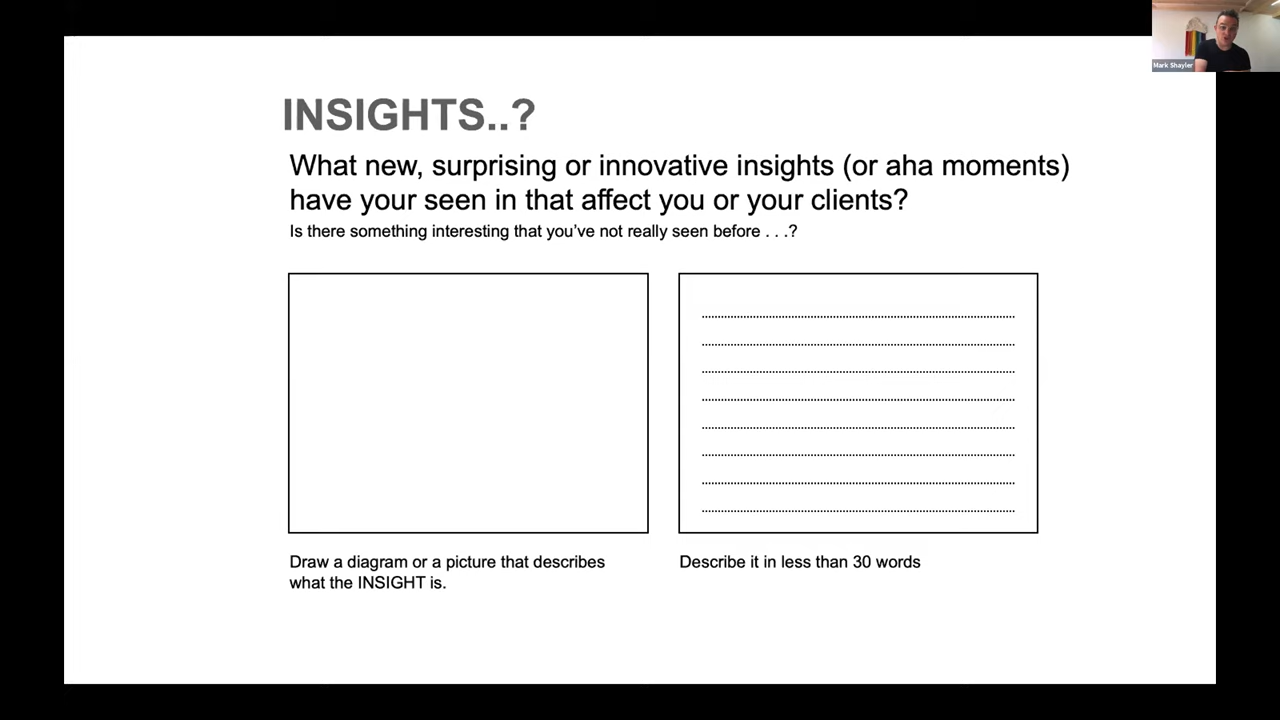 Mark Shayler
INSIGHTS..?
What new, surprising or innovative insights (or aha moments)
have your seen in that affect you or your clients?
Is there something interesting that you've not really seen before . . .?
Draw a diagram or a picture that describes
what the INSIGHT is.
Describe it in less than 30 words